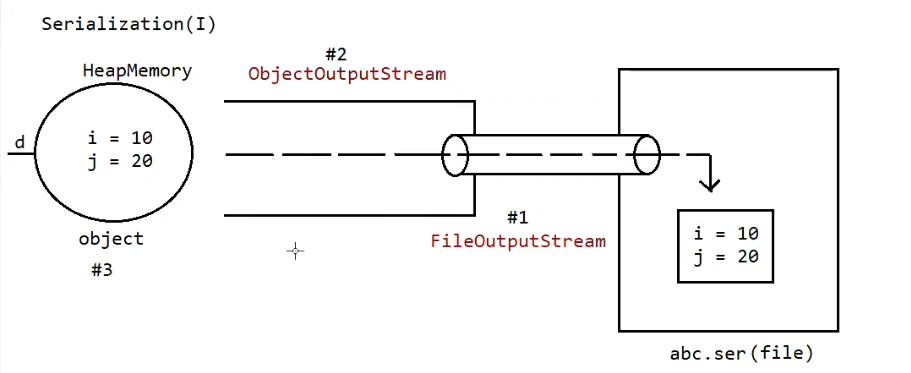 Serialization(I)
#2
HeapMemory
ObjectOutputStream
d
i = 10
j = 20
object
#3
#1
FileOutputStream
i = 10
j = 20
abc.ser(file)